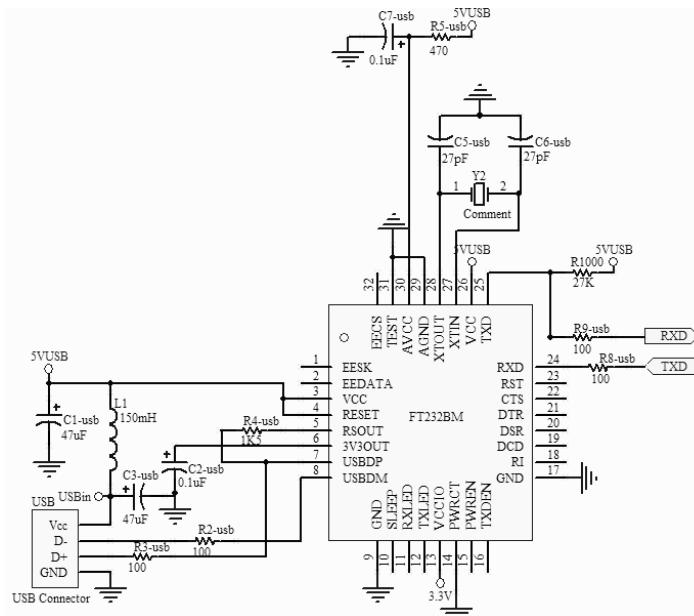 C7-usb
0.1uF
R5-usb
470
5VUSB
C5-usb
27pF
C6-usb
27pF
Y2
1
2
Comment
5VUSB
5VUSB
R1000
27K
R9-usb
100
RXD
R8-usb
100
TXD
32
31
30
29
28
27
26
25
EECS
TEST
AVCC
AGND
XTOUT
XTIN
VCC
TXD
1 EESK
2 EEDATA
3 VCC
4 RESET
5 RSOUT
6 3V3OUT
7 USBDP
8 USBDM
FT232BM
RXD 24
RST 23
CTS 22
DTR 21
DSR 20
DCD 19
RI 18
GND 17
GND
SLEEP
RXLED
TXLED
VCCIO
PWRCT
PWREN
TXDEN
9
10
11
12
13
14
15
16
3.3V
5VUSB
C1-usb
47uF
L1
150mH
R4-usb
1K5
C2-usb
0.1uF
C3-usb
47uF
USBin
USB
Vcc
D-
D+
GND
USB Connector
R2-usb
100
R3-usb
100